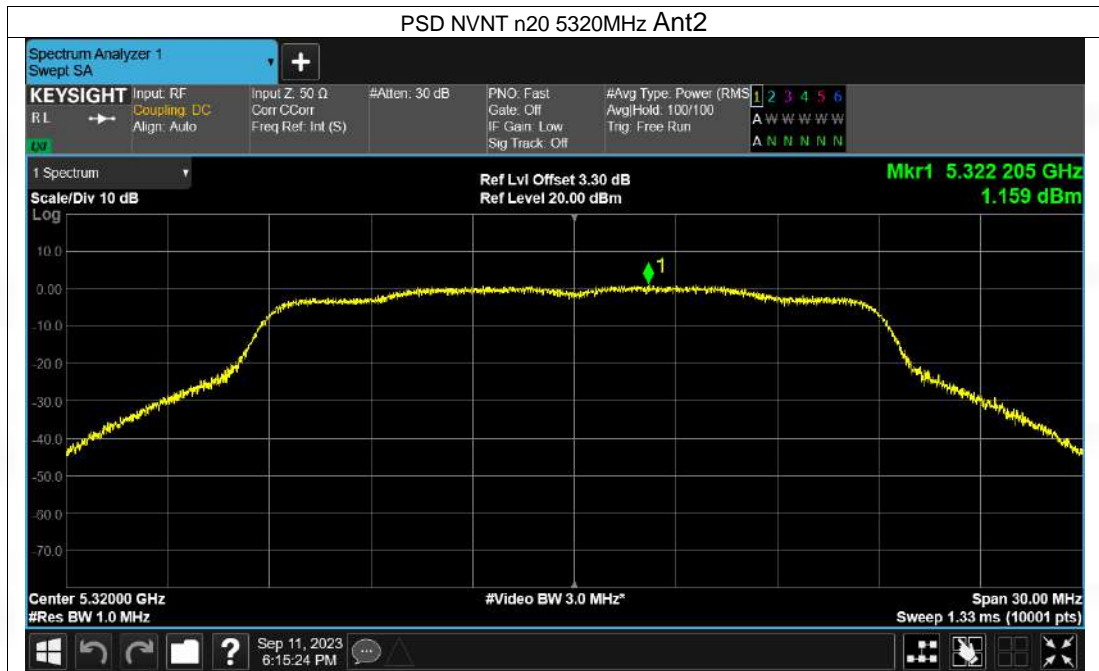 PSD NVNT n20 5320MHz Ant2
Spectrum Analyzer 1
Swept SA
KEYSIGHT
RL
LXI
Input: RF
Coupling: DC
Align: Auto
Input Z: 50 Ω
Corr CCorr
Freq Ref: Int (S)
#Atten: 30 dB
PNO: Fast
Gate: Off
IF Gain: Low
Sig Track: Off
#Avg Type: Power (RMS
Avg|Hold: 100/100
Trig: Free Run
1 2 3 4 5 6
A W W W W W
A N N N N N
1 Spectrum
Scale/Div 10 dB
Log
Ref Lvl Offset 3.30 dB
Ref Level 20.00 dBm
Mkr1 5.322 205 GHz
1.159 dBm
10.0
0.00
-10.0
-20.0
-30.0
-40.0
-50.0
-60.0
-70.0
1
Center 5.32000 GHz
#Res BW 1.0 MHz
#Video BW 3.0 MHz*
Span 30.00 MHz
Sweep 1.33 ms (10001 pts)
?
Sep 11, 2023
6:15:24 PM